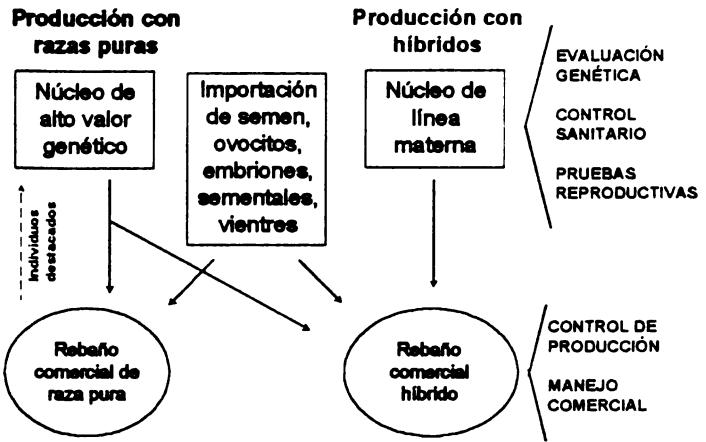 Producción con
razas puras
Producción con
híbridos
Núcleo de
alto valor
genético
Importación
de semen,
ovocitos,
embriones,
sementales,
vientres
Núcleo de
línea
materna
EVALUACIÓN
GENÉTICA
CONTROL
SANITARIO
PRUEBAS
REPRODUCTIVAS
Individuos
destacados
Rebaño
comercial de
raza pura
Rebaño
comercial
híbrido
CONTROL DE
PRODUCCIÓN
MANEJO
COMERCIAL